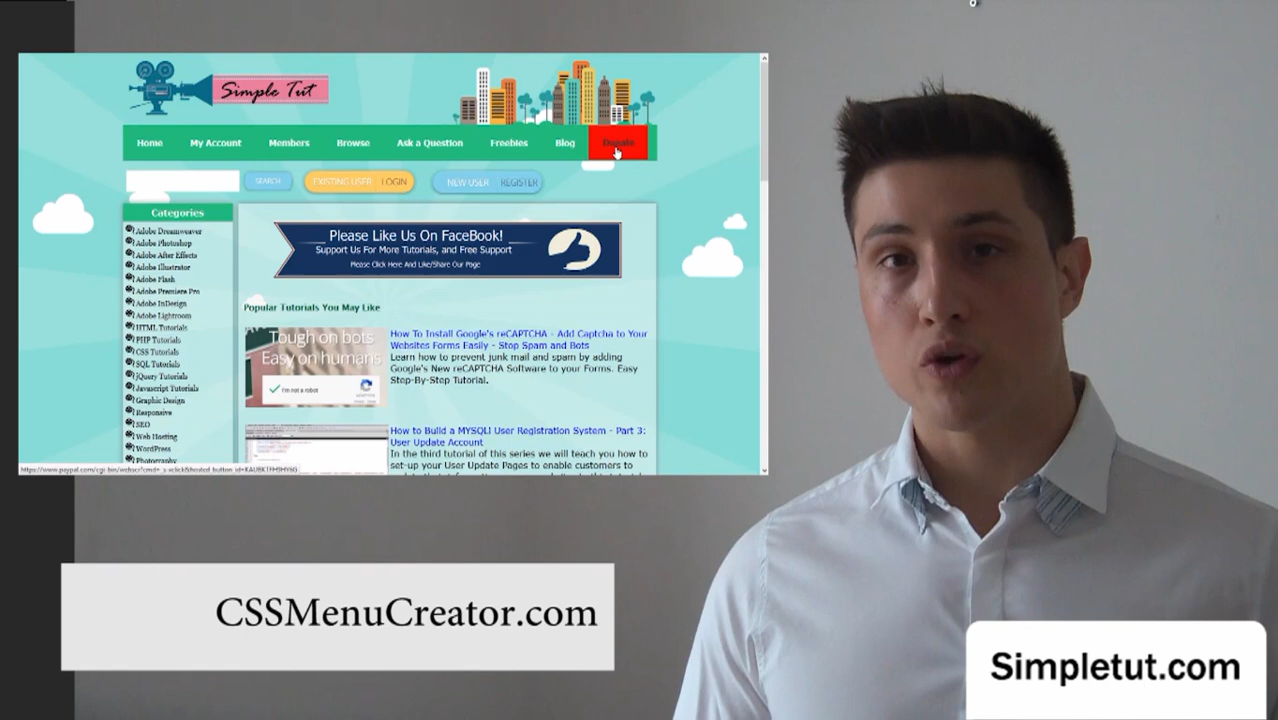 Simple Tut
Home My Account Members Browse Ask a Question Freebies Blog Donate
SEARCH EXISTING USER LOGIN NEW USER REGISTER
Categories
Adobe Dreamweaver
Adobe Photoshop
Adobe After Effects
Adobe Illustrator
Adobe Flash
Adobe Premiere Pro
Adobe InDesign
Adobe Lightroom
HTML Tutorials
PHP Tutorials
CSS Tutorials
SQL Tutorials
jQuery Tutorials
Javascript Tutorials
Graphic Design
Responsive
SEO
Web Hosting
WordPress
Photography
Please Like Us On FaceBook!
Support Us For More Tutorials, and Free Support
Please Click Here And Like/Share Our Page
Popular Tutorials You May Like
Tough on bots
Easy on humans
I'm not a robot
How To Install Google's reCAPTCHA - Add Captcha to Your
Websites Forms Easily - Stop Spam and Bots
Learn how to prevent junk mail and spam by adding
Google's New reCAPTCHA Software to your Forms. Easy
Step-By-Step Tutorial.
How to Build a MYSQLI User Registration System - Part 3:
User Update Account
In the third tutorial of this series we will teach you how to
set-up your User Update Pages to enable customers to
CSSMenuCreator.com
Simpletut.com